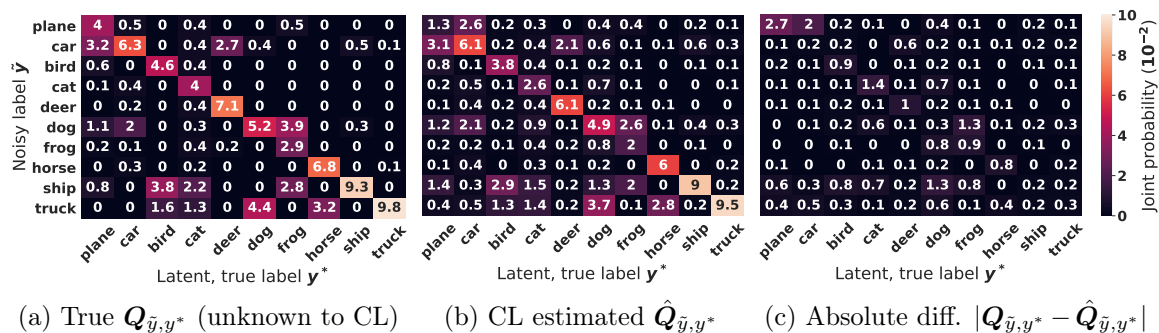 plane 4 0.5 0 0 0 0 0.5 0 0 0
car 3.2 6.3 0 0.4 2.7 0.4 0 0 0.5 0.1
bird 0.6 0 4.6 0.4 0 0 0 0 0 0
cat 0.1 0.4 0 4 0 0 0 0 0 0
deer 0 0.2 0 0.4 7.1 0 0 0 0 0
dog 1.1 2 0 0.3 0 5.2 3.9 0 0.3 0
frog 0.2 0.1 0 0.4 0.2 0 2.9 0 0 0
horse 0 0.3 0 0.2 0 0 0 6.8 0 0.1
ship 0.8 0 3.8 2.2 0 0 2.8 0 9.3 0
truck 0 0 1.6 1.3 0 4.4 0 3.2 0 9.8
Noisy label ỹ
plane car bird cat deer dog frog horse ship truck
Latent, true label y*
(a) True Q_{ỹ,y*} (unknown to CL)
1.3 2.6 0.2 0.2 0 0.4 0.4 0 0.2 0.1
3.1 6.1 0.2 0.4 2.1 0.6 0.1 0.1 0.6 0.3
0.8 0.1 3.8 0.4 0.1 0.1 0.1 0 0.1 0.1
0.2 0.5 0.1 2.6 0.1 0.7 0 0 0.1 0.1
0.1 0.4 0.2 0.4 6.1 0.2 0.1 0.1 0 0
1.2 2.1 0.2 0.9 0.1 4.9 2.6 0.1 0.4 0.3
0.2 0.2 0.1 0.4 0.2 0.8 2 0 0 0
0.1 0.4 0 0.3 0.1 0.2 0 6 0 0.2
1.4 0.3 2.9 1.5 0.2 1.3 2 0 9 0.2
0.4 0.5 1.3 1.4 0.2 3.7 0.1 2.8 0.2 9.5
plane car bird cat deer dog frog horse ship truck
Latent, true label y*
(b) CL estimated Q̂_{ỹ,y*}
2.7 2 0.2 0.1 0 0.4 0.1 0 0.2 0.1
0.1 0.2 0.2 0 0.6 0.2 0.1 0.1 0.2 0.2
0.2 0.1 0.9 0 0.1 0.1 0.1 0 0.1 0.1
0.1 0.2 0.1 1.4 0.1 0.7 0 0 0.1 0.1
0.1 0.2 0.2 0 1 0.2 0.1 0.1 0 0
0.1 0 0.2 0.6 0.1 0.3 1.3 0.1 0.2 0.3
0 0.2 0.1 0 0 0.8 0.9 0 0 0
0.1 0 0 0.1 0.1 0.2 0 0.8 0 0.2
0.6 0.3 0.8 0.7 0.2 1.3 0.8 0 0.2 0.2
0.4 0.5 0.3 0.2 0.2 0.6 0.1 0.4 0.2 0.3
plane car bird cat deer dog frog horse ship truck
Latent, true label y*
(c) Absolute diff. |Q_{ỹ,y*} − Q̂_{ỹ,y*}|
10
8
6
4
2
0
Joint probability (10⁻²)